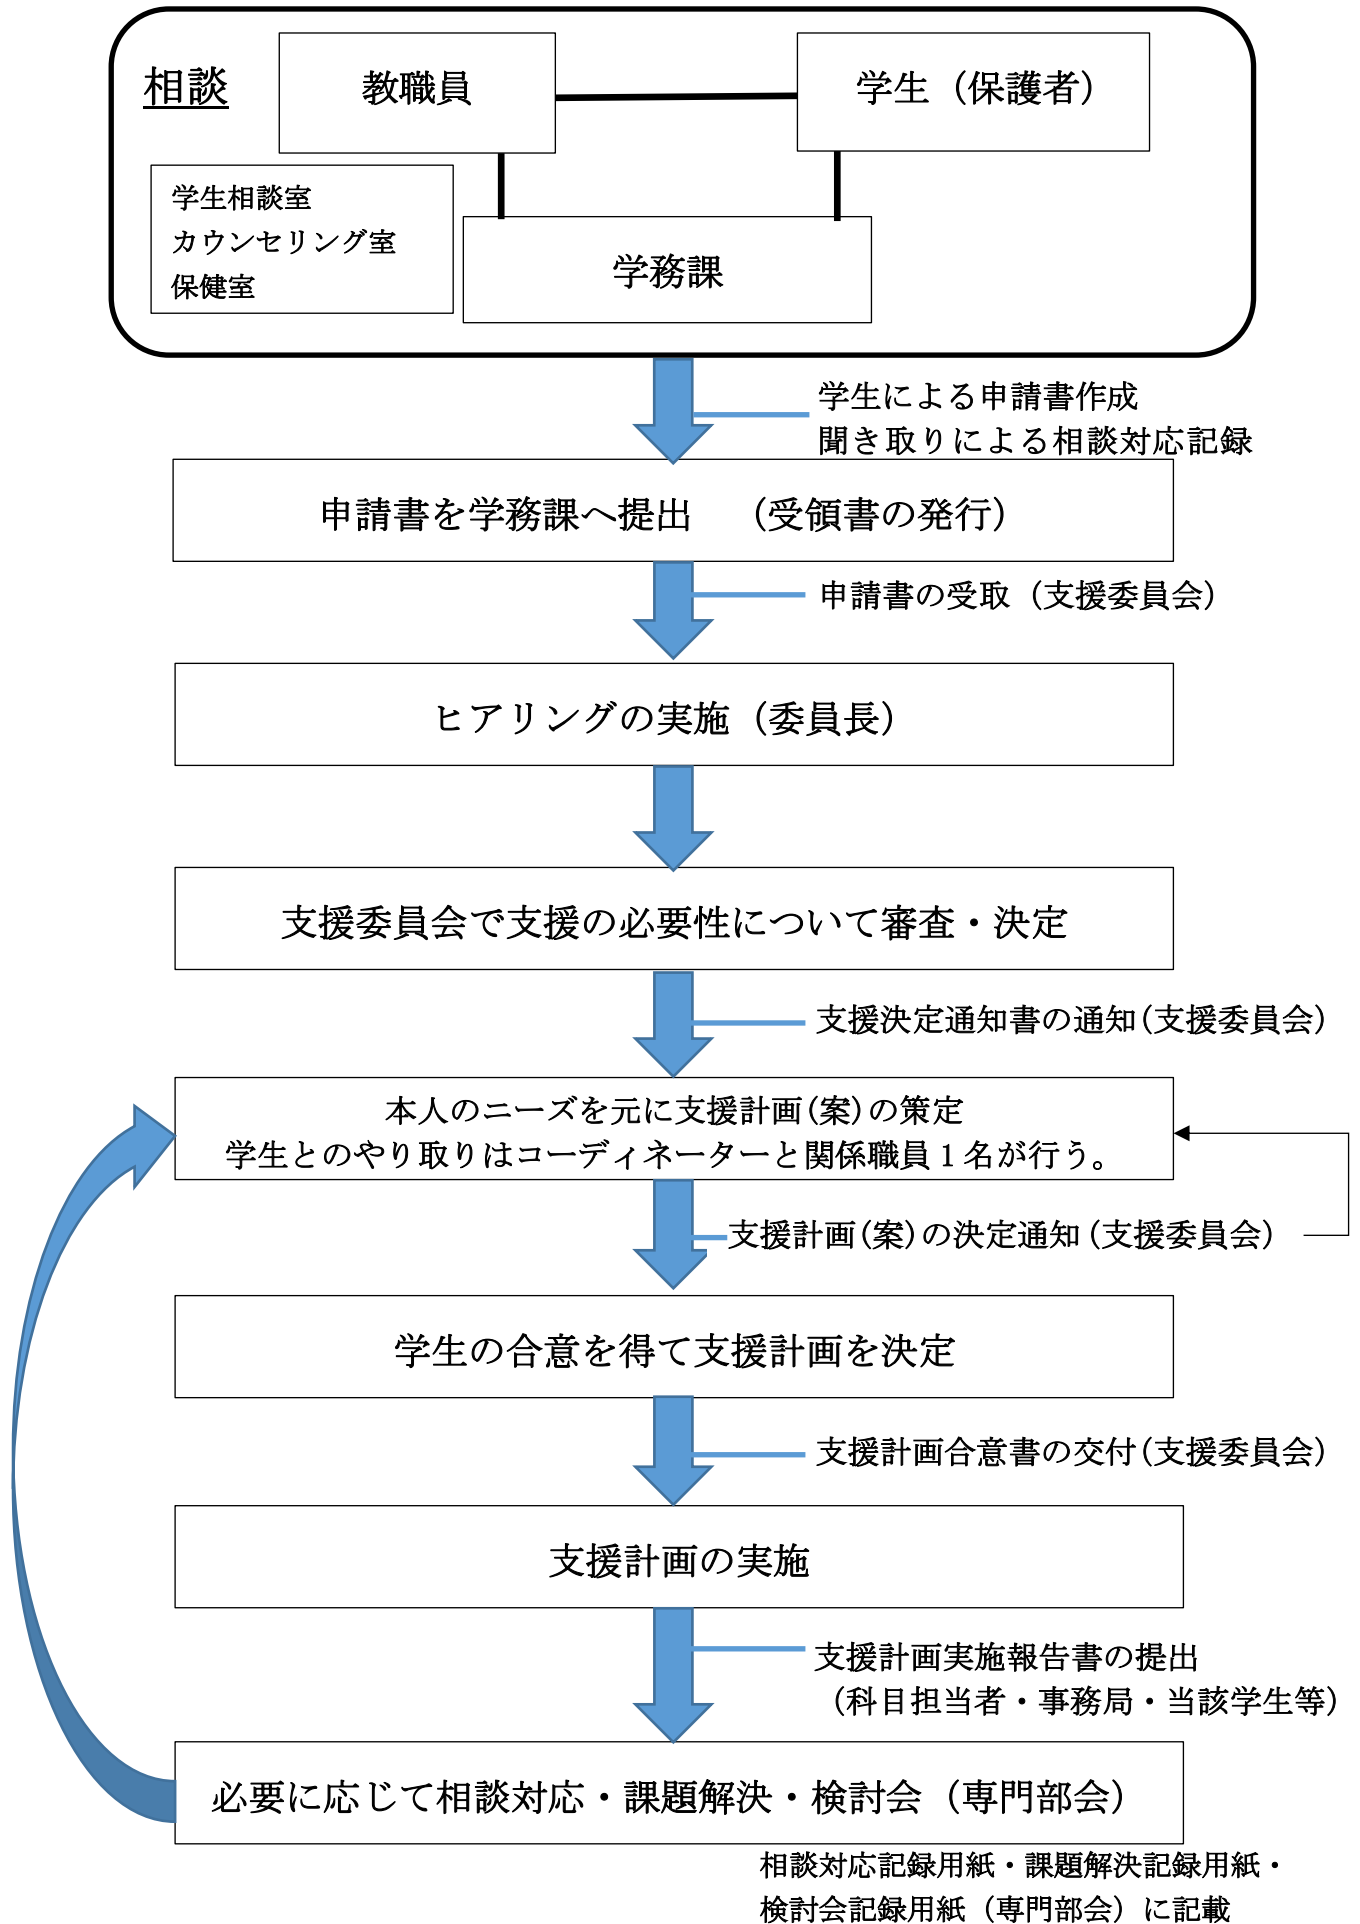 相談
教職員
学生（保護者）
学生相談室
カウンセリング室
保健室
学務課
学生による申請書作成
聞き取りによる相談対応記録
申請書を学務課へ提出　（受領書の発行）
申請書の受取（支援委員会）
ヒアリングの実施（委員長）
支援委員会で支援の必要性について審査・決定
支援決定通知書の通知(支援委員会）
本人のニーズを元に支援計画(案)の策定
学生とのやり取りはコーディネーターと関係職員１名が行う。
支援計画(案)の決定通知(支援委員会）
学生の合意を得て支援計画を決定
支援計画合意書の交付(支援委員会）
支援計画の実施
支援計画実施報告書の提出
（科目担当者・事務局・当該学生等）
必要に応じて相談対応・課題解決・検討会（専門部会）
相談対応記録用紙・課題解決記録用紙・
検討会記録用紙（専門部会）に記載